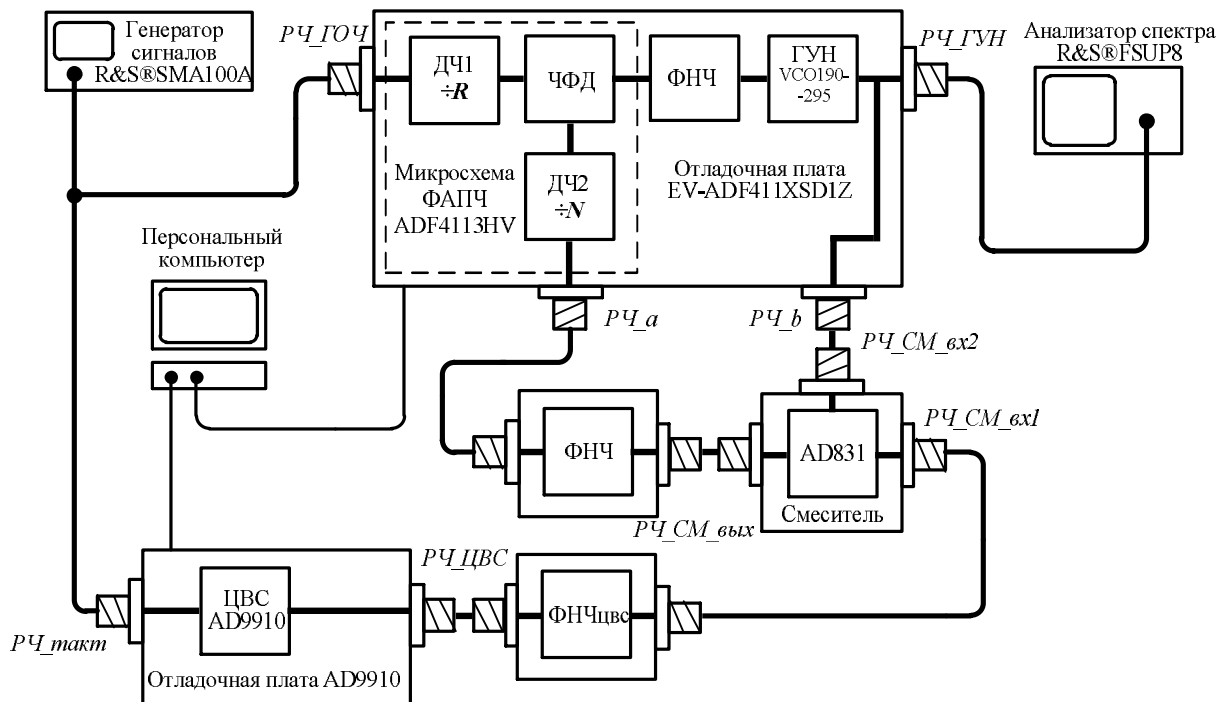 Генератор
сигналов
R&S®SMA100A
РЧ_ГОЧ
ДЧ1
÷R
ЧФД
ФНЧ
ГУН
VCO190-
-295
РЧ_ГУН
Анализатор спектра
R&S®FSUP8
Микросхема
ФАПЧ
ADF4113HV
ДЧ2
÷N
Отладочная плата
EV-ADF411XSD1Z
Персональный
компьютер
РЧ_a
РЧ_b
РЧ_СМ_вх2
ФНЧ
AD831
Смеситель
РЧ_СМ_вх1
РЧ_СМ_вых
РЧ_ЦВС
ЦВС
AD9910
ФНЧцвс
РЧ_такт
Отладочная плата AD9910